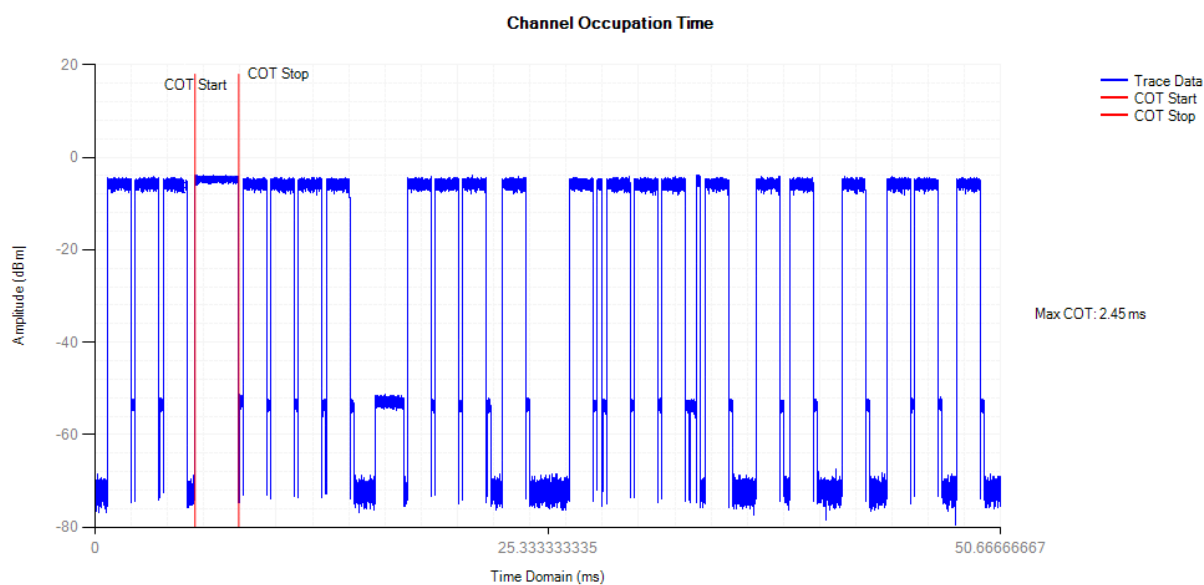 Channel Occupation Time
20
0
-20
-40
-60
-80
Amplitude (dBm|
COT Start
COT Stop
Trace Data
COT Start
COT Stop
Max COT: 2.45 ms
0
25.333333335
50.66666667
Time Domain (ms)